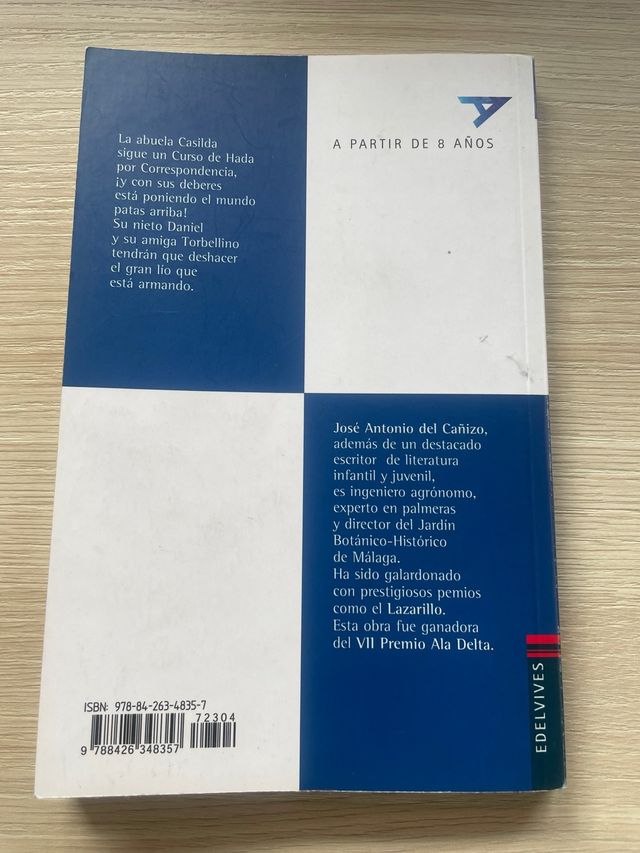 La abuela Casilda
sigue un Curso de Hada
por Correspondencia,
¡y con sus deberes
está poniendo el mundo
patas arriba!
Su nieto Daniel
y su amiga Torbellino
tendrán que deshacer
el gran lío que
está armando.
A PARTIR DE 8 AÑOS
José Antonio del Cañizo,
además de un destacado
escritor de literatura
infantil y juvenil,
es ingeniero agrónomo,
experto en palmeras
y director del Jardín
Botánico-Histórico
de Málaga.
Ha sido galardonado
con prestigiosos pemios
como el Lazarillo.
Esta obra fue ganadora
del VII Premio Ala Delta.
ISBN: 978-84-263-4835-7
72304
9 788426 348357
EDELVIVES